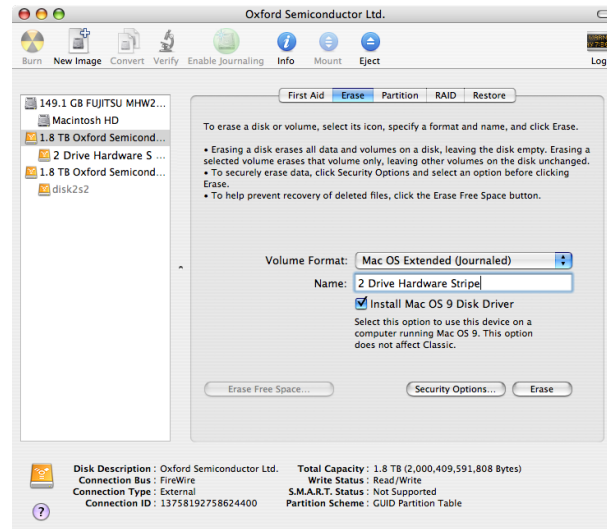 Oxford Semiconductor Ltd.
Burn New Image Convert Verify Enable Journaling Info Mount Eject Log
149.1 GB FUJITSU MHW2...
Macintosh HD
1.8 TB Oxford Semicond...
2 Drive Hardware S ...
1.8 TB Oxford Semicond...
disk2s2
First Aid Erase Partition RAID Restore
To erase a disk or volume, select its icon, specify a format and name, and click Erase.
• Erasing a disk erases all data and volumes on a disk, leaving the disk empty. Erasing a
selected volume erases that volume only, leaving other volumes on the disk unchanged.
• To securely erase data, click Security Options and select an option before clicking
Erase.
• To help prevent recovery of deleted files, click the Erase Free Space button.
Volume Format: Mac OS Extended (Journaled)
Name: 2 Drive Hardware Stripe
Install Mac OS 9 Disk Driver
Select this option to use this device on a
computer running Mac OS 9. This option
does not affect Classic.
Erase Free Space... Security Options... Erase
Disk Description : Oxford Semiconductor Ltd. Total Capacity : 1.8 TB (2,000,409,591,808 Bytes)
Connection Bus : FireWire Write Status : Read/Write
Connection Type : External S.M.A.R.T. Status : Not Supported
Connection ID : 13758192758624400 Partition Scheme : GUID Partition Table